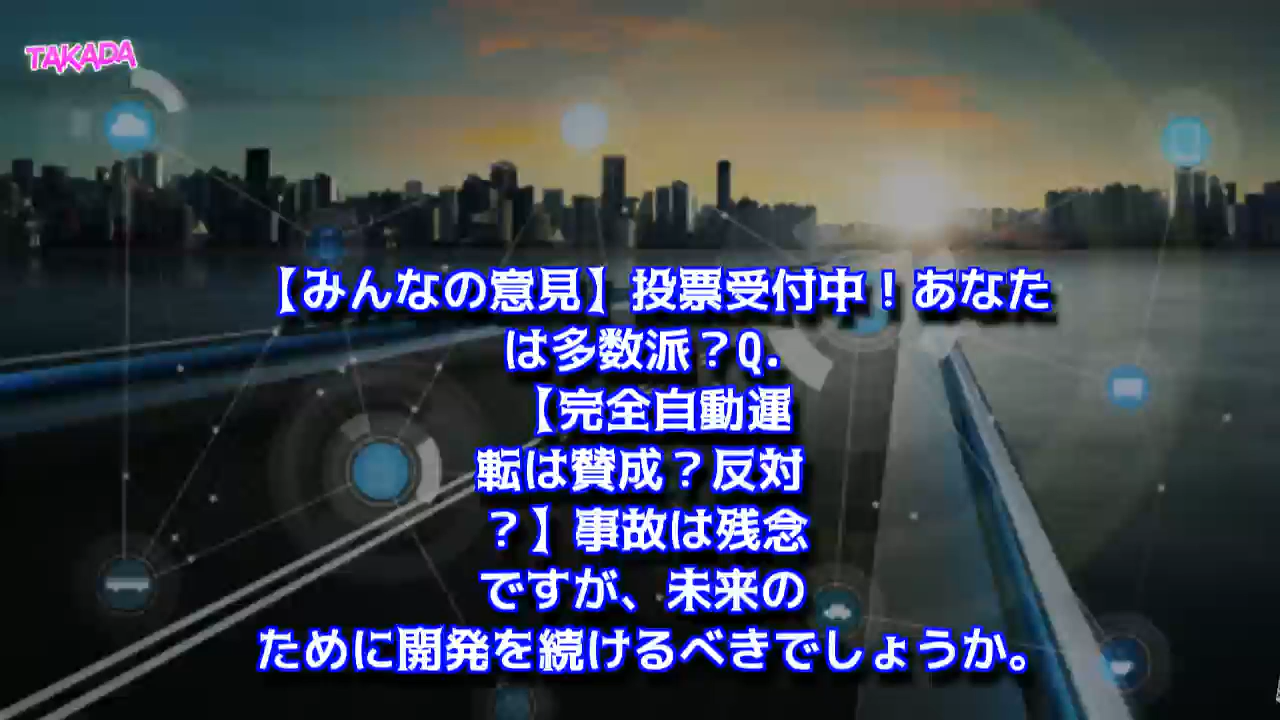 TAKADA
【みんなの意見】投票受付中！あなた
は多数派？Q.
【完全自動運
転は賛成？反対
？】事故は残念
ですが、未来の
ために開発を続けるべきでしょうか。